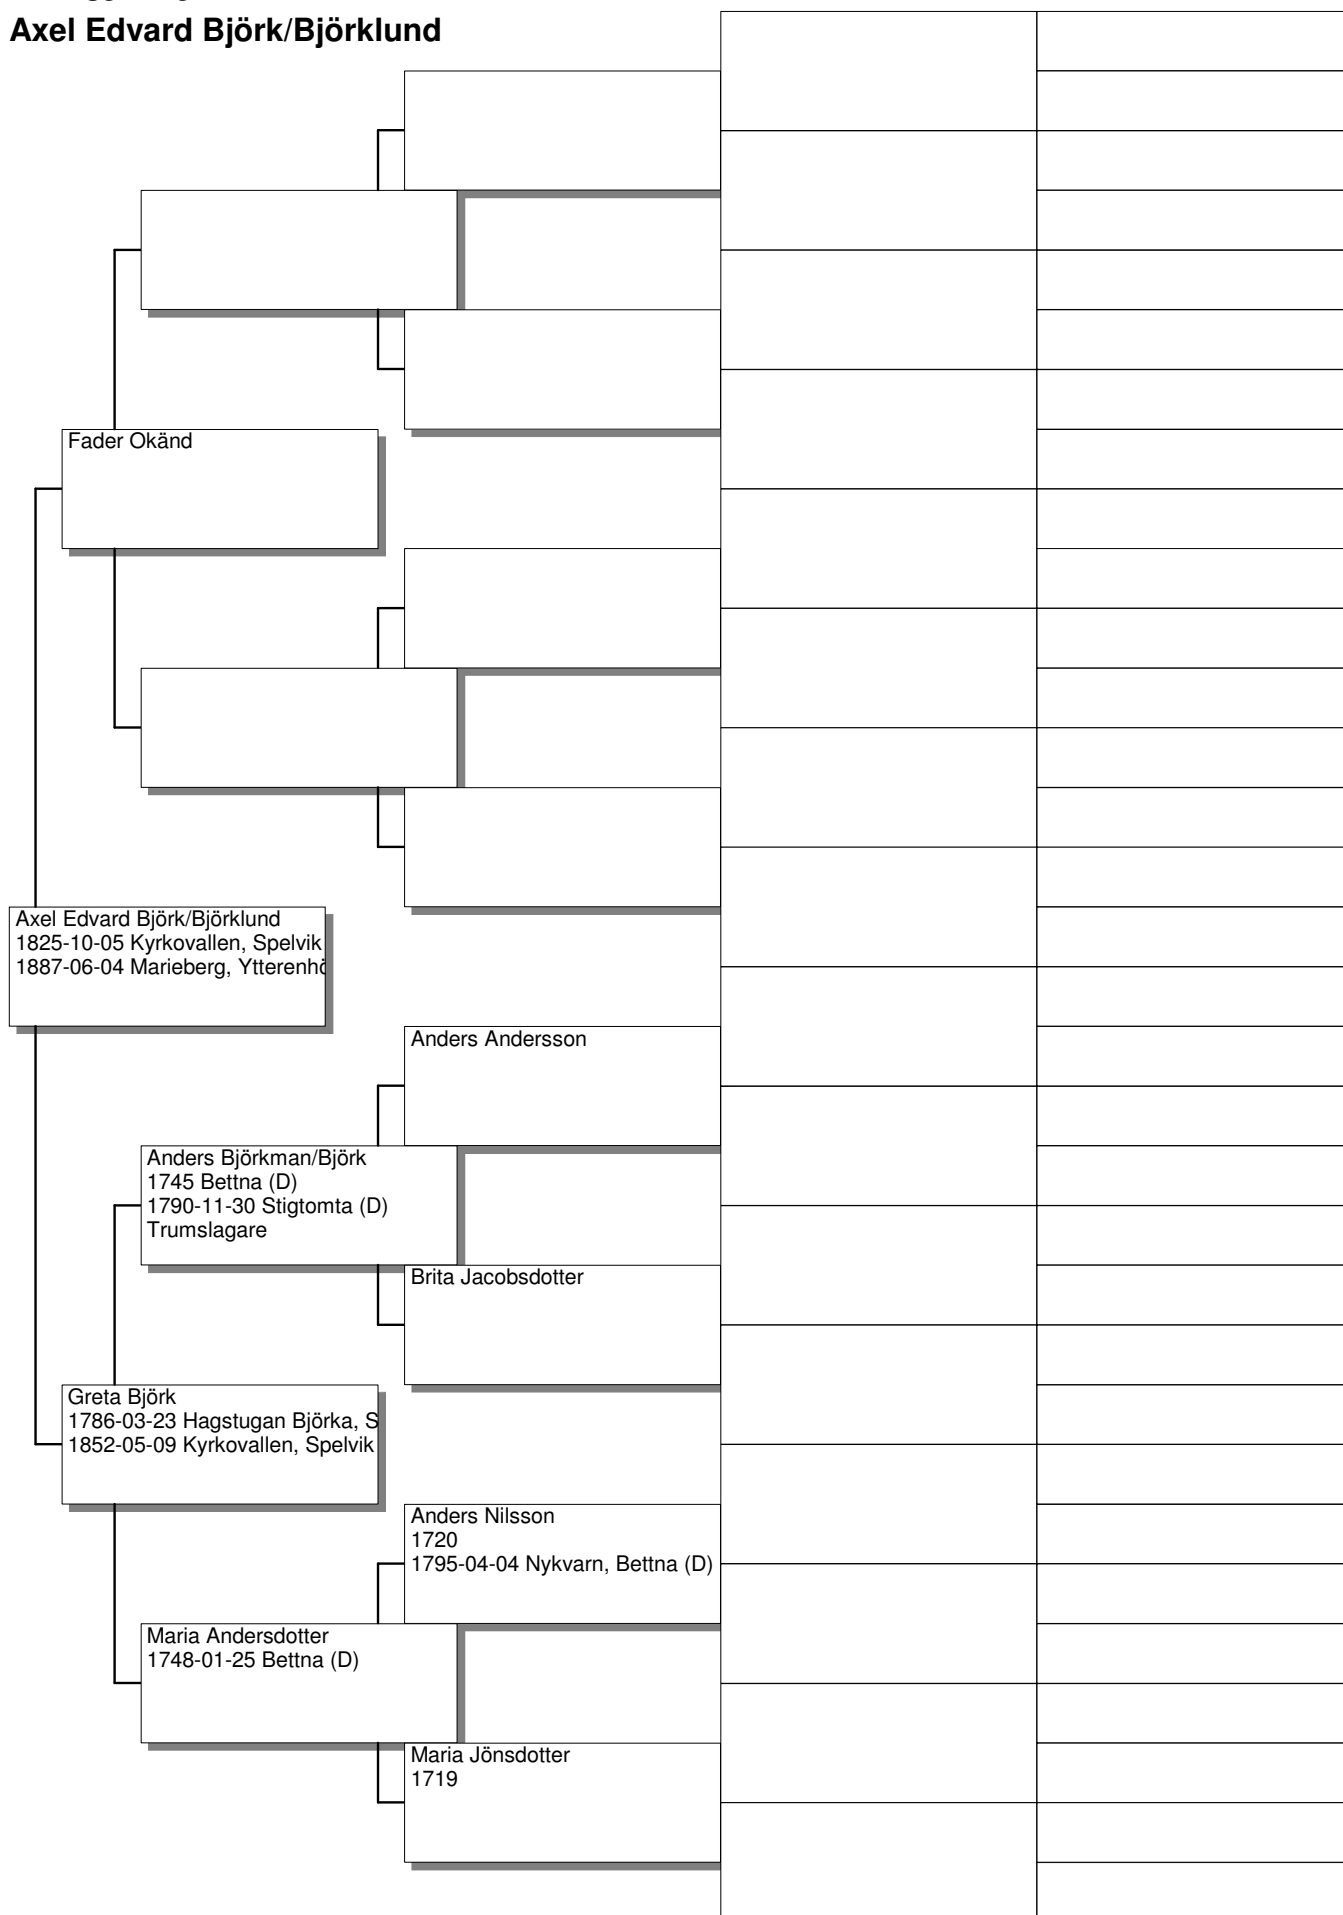 Axel Edvard Björk/Björklund
Fader Okänd
Axel Edvard Björk/Björklund
1825-10-05 Kyrkovallen, Spelvik
1887-06-04 Marieberg,
Anders Andersson
Anders Björkman/Björk
1745 Bettna (D)
1790-11-30 Stigtomta (D)
Trumslagare
Brita Jacobsdotter
Greta Björk
1786-03-23 Hagstugan Björka, S
1852-05-09 Kyrkovallen, Spelvik
Anders Nilsson
1720
1795-04-04 Nykvarn, Bettna (D)
Maria Andersdotter
1748-01-25 Bettna (D)
Maria Jönsdotter
1719